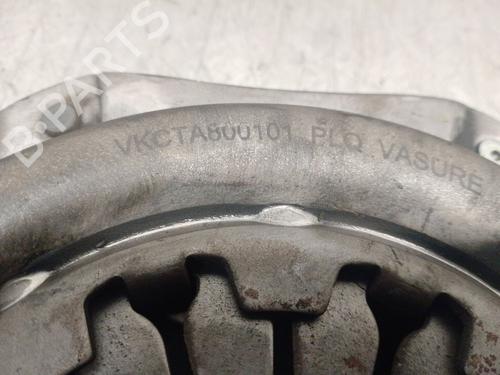 B-PARTS
VKCTA800101 PLQ VASURE